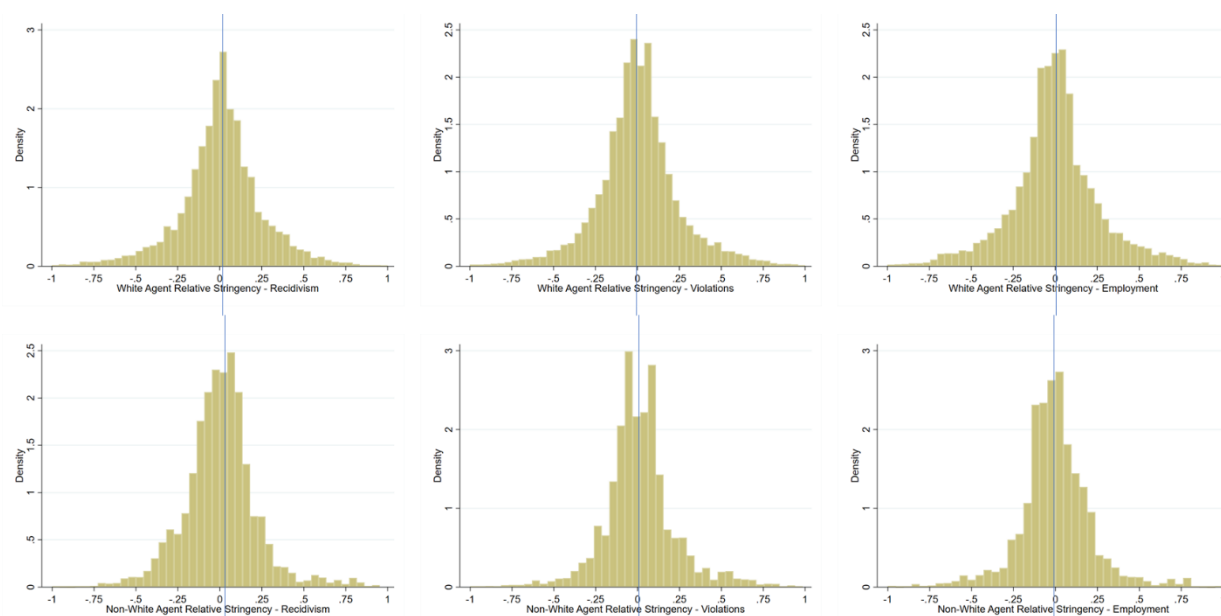 3
2
1
0
Density
-1 -.75 -.5 -.25 0 .25 .5 .75 1
White Agent Relative Stringency - Recidivism
2.5
2
1.5
1
.5
0
Density
-1 -.75 -.5 -.25 0 .25 .5 .75 1
White Agent Relative Stringency - Violations
2.5
2
1.5
1
.5
0
Density
-1 -.75 -.5 -.25 0 .25 .5 .75
White Agent Relative Stringency - Employment
2.5
2
1.5
1
.5
0
Density
-1 -.75 -.5 -.25 0 .25 .5 .75 1
Non-White Agent Relative Stringency - Recidivism
3
2
1
0
Density
-1 -.75 -.5 -.25 0 .25 .5 .75 1
Non-White Agent Relative Stringency - Violations
3
2
1
0
Density
-1 -.75 -.5 -.25 0 .25 .5 .75
Non-White Agent Relative Stringency - Employment